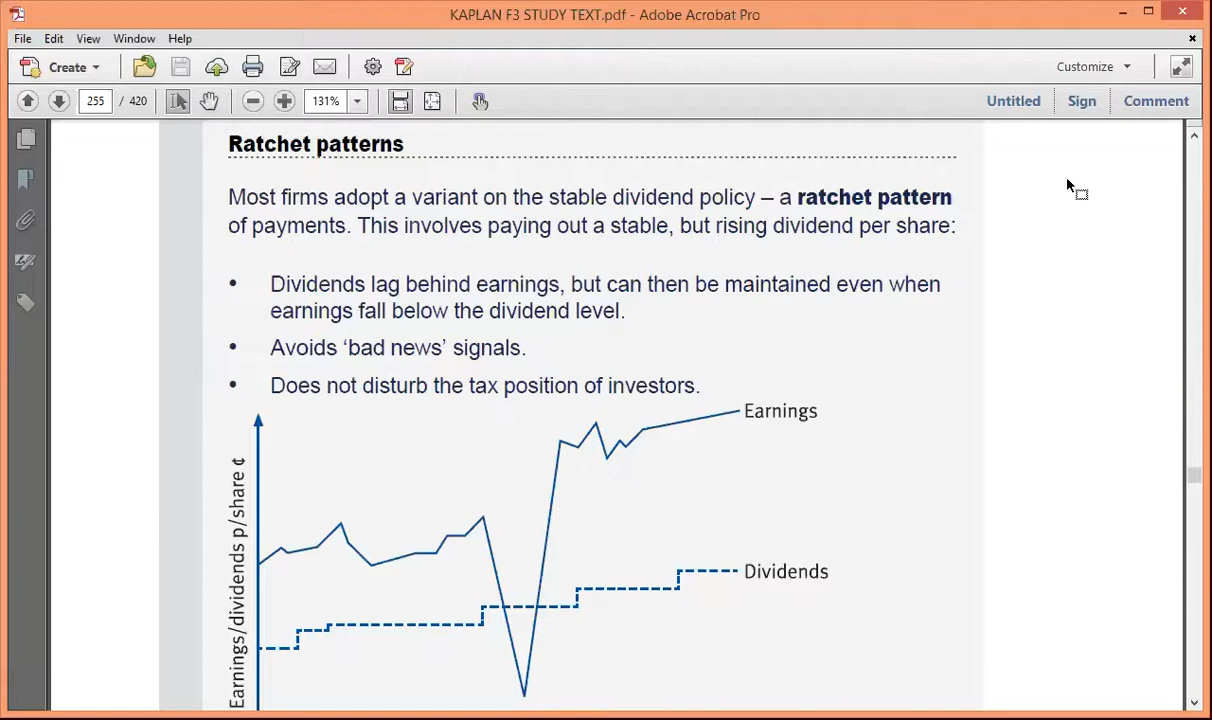 KAPLAN F3 STUDY TEXT.pdf - Adobe Acrobat Pro
File Edit View Window Help
Create Customize
255 / 420 131% Untitled Sign Comment
Ratchet patterns
Most firms adopt a variant on the stable dividend policy – a ratchet pattern
of payments. This involves paying out a stable, but rising dividend per share:
• Dividends lag behind earnings, but can then be maintained even when
earnings fall below the dividend level.
• Avoids ‘bad news’ signals.
• Does not disturb the tax position of investors.
Earnings
Earnings/dividends p/share ¢
Dividends